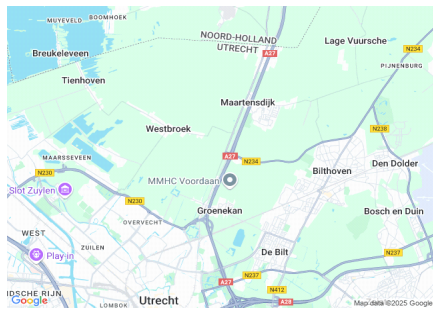 MUYEVELD
BOOMHOEK
NOORD-HOLLAND
UTRECHT
A27
Lage Vuursche
N234
Breukeleveen
PIJNENBURG
Tienhoven
Maartensdijk
Westbroek
N238
MAARSSEVEEN
A27
N234
Den Dolder
N230
MMHC Voordaan
Bilthoven
Slot Zuylen
N230
Groenekan
Bosch en Duin
OVERVECHT
WEST
ZUILEN
De Bilt
N237
Play-in
A27
N237
IDSCHE RIJN
N412
A28
Google
LOMBOK
Utrecht
Map data ©2025 Google